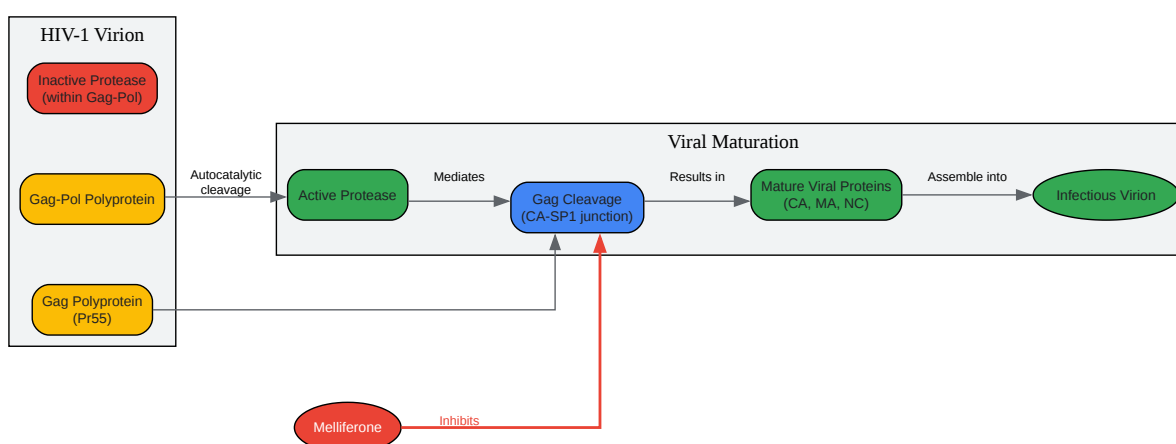 HIV-1 Virion
Inactive Protease
(within Gag-Pol)
Gag-Pol Polyprotein
Gag Polyprotein
(Pr55)
Autocatalytic
cleavage
Viral Maturation
Active Protease
Mediates
Gag Cleavage
(CA-SP1 junction)
Results in
Mature Viral Proteins
(CA, MA, NC)
Assemble into
Infectious Virion
Melliferone
Inhibits